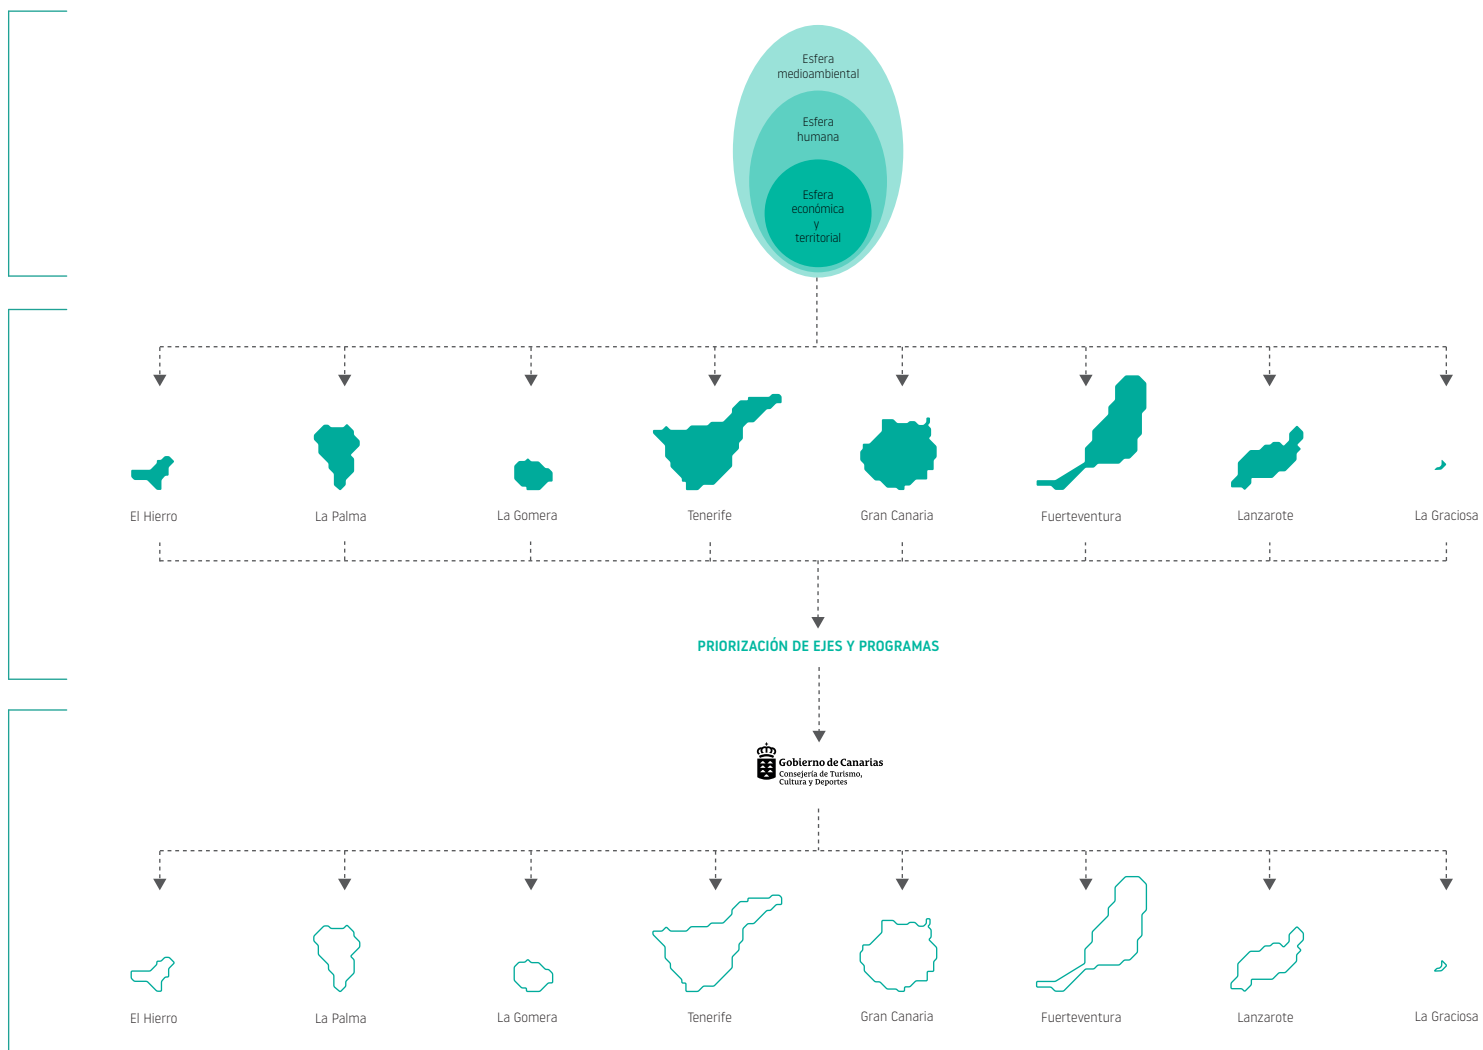 Esfera
medioambiental
Esfera
humana
Esfera
económica
y
territorial
El Hierro
La Palma
La Gomera
Tenerife
Gran Canaria
Fuerteventura
Lanzarote
La Graciosa
PRIORIZACIÓN DE EJES Y PROGRAMAS
Gobierno de Canarias
Consejería de Turismo,
Cultura y Deportes
El Hierro
La Palma
La Gomera
Tenerife
Gran Canaria
Fuerteventura
Lanzarote
La Graciosa